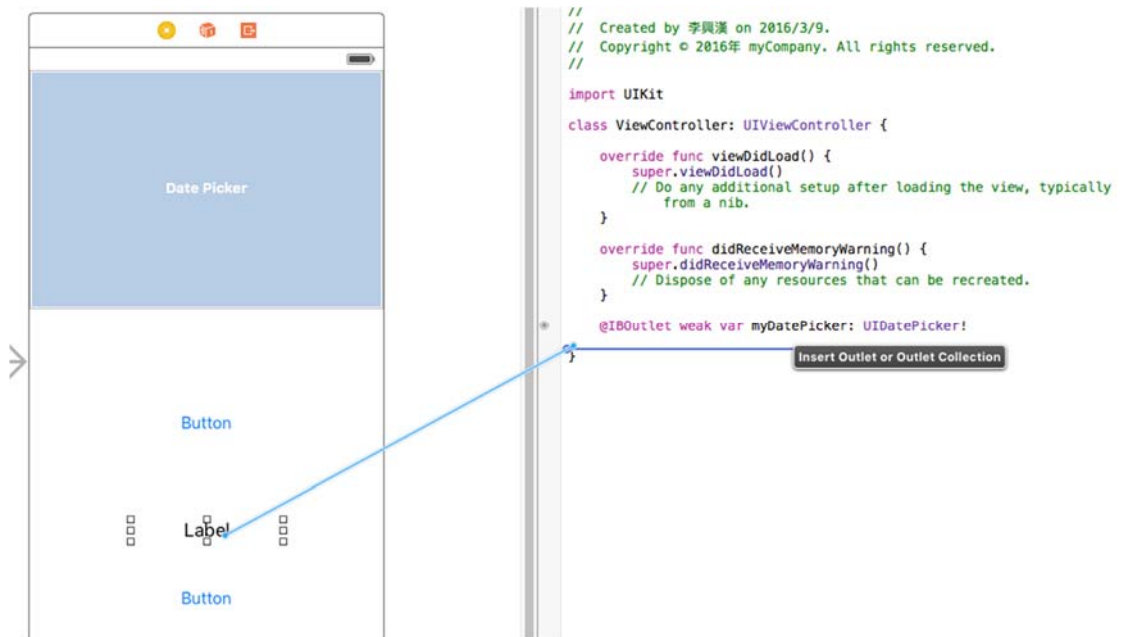 //
// Created by 李興漢 on 2016/3/9.
// Copyright © 2016年 myCompany. All rights reserved.
//
import UIKit
class ViewController: UIViewController {
override func viewDidLoad() {
super.viewDidLoad()
// Do any additional setup after loading the view, typically
from a nib.
}
override func didReceiveMemoryWarning() {
super.didReceiveMemoryWarning()
// Dispose of any resources that can be recreated.
}
@IBOutlet weak var myDatePicker: UIDatePicker!
}
Insert Outlet or Outlet Collection
Date Picker
Button
Label
Button